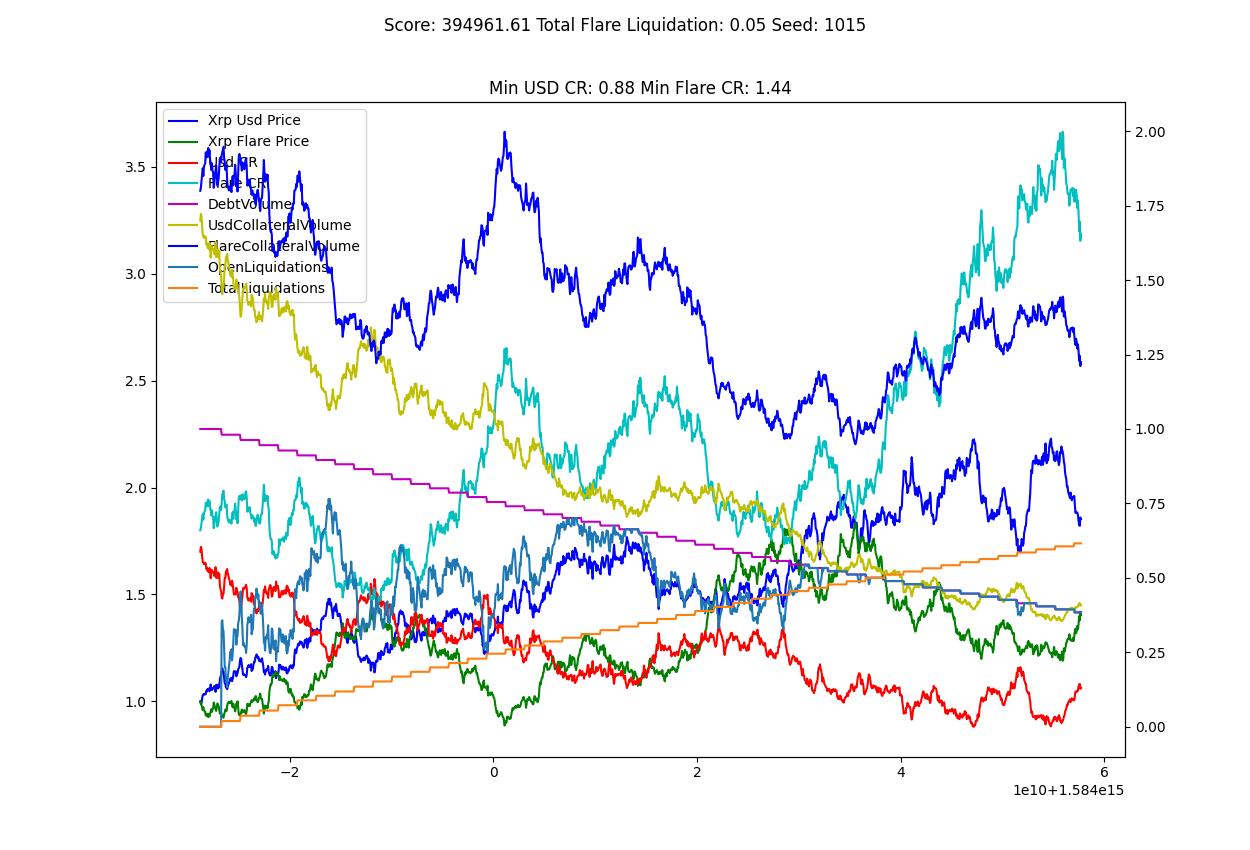 Score: 394961.61 Total Flare Liquidation: 0.05 Seed: 1015
Min USD CR: 0.88 Min Flare CR: 1.44
Xrp Usd Price
Xrp Flare Price
Usd CR
Flare CR
DebtVolume
UsdCollateralVolume
FlareCollateralVolume
OpenLiquidations
TotalLiquidations
3.5
3.0
2.5
2.0
1.5
1.0
2.00
1.75
1.50
1.25
1.00
0.75
0.50
0.25
0.00
−2 0 2 4 6
1e10+1.584e15